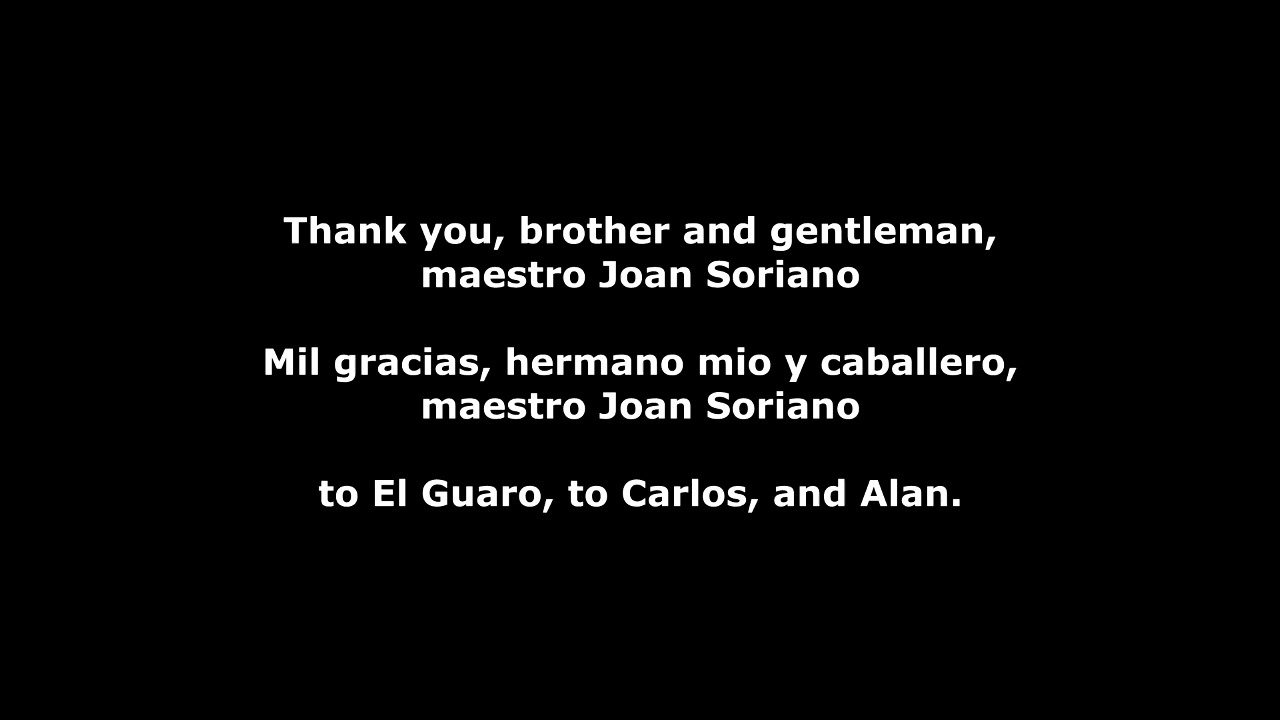 Thank you, brother and gentleman,
maestro Joan Soriano
Mil gracias, hermano mio y caballero,
maestro Joan Soriano
to El Guaro, to Carlos, and Alan.